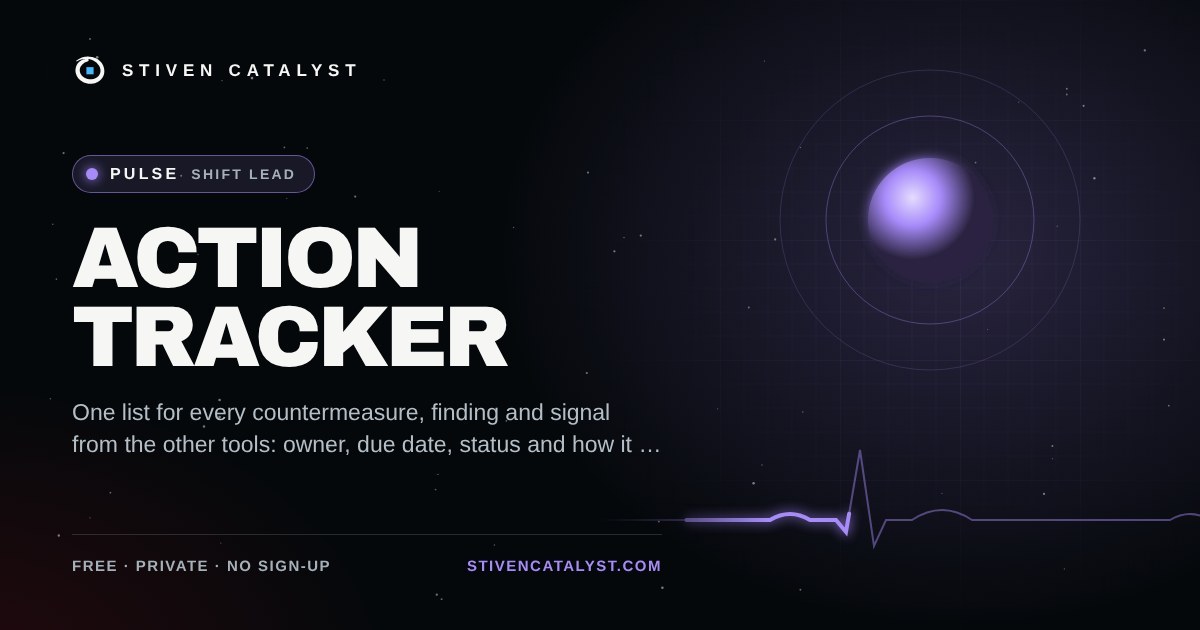 STIVEN CATALYST
PULSE · SHIFT LEAD
ACTION
TRACKER
One list for every countermeasure, finding and signal
from the other tools: owner, due date, status and how it …
FREE · PRIVATE · NO SIGN-UP
STIVENCATALYST.COM